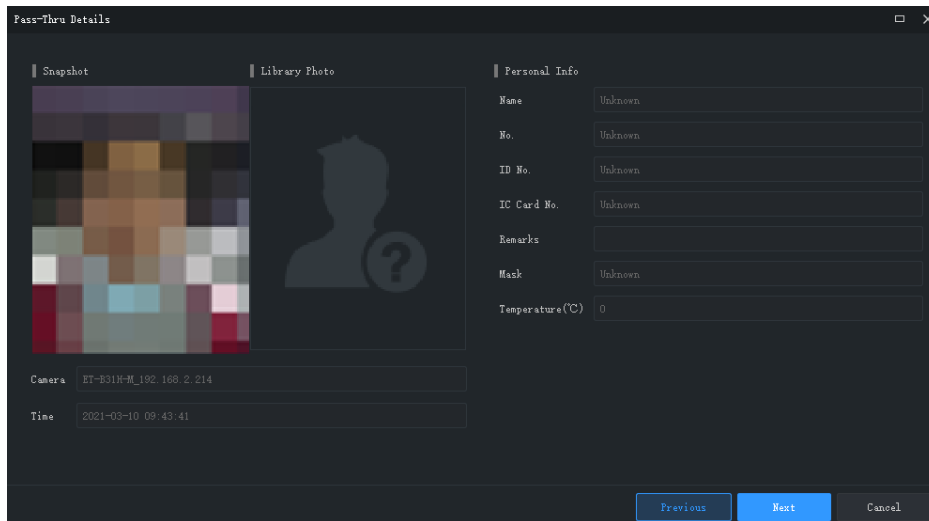 Pass-Thru Details
Snapshot
Library Photo
Personal Info
Name
Unknown
No.
Unknown
ID No.
Unknown
IC Card No.
Unknown
Remarks
Mask
Unknown
Temperature(℃)
0
Camera
ET-B31H-M_192.168.2.214
Time
2021-03-10 09:43:41
Previous
Next
Cancel